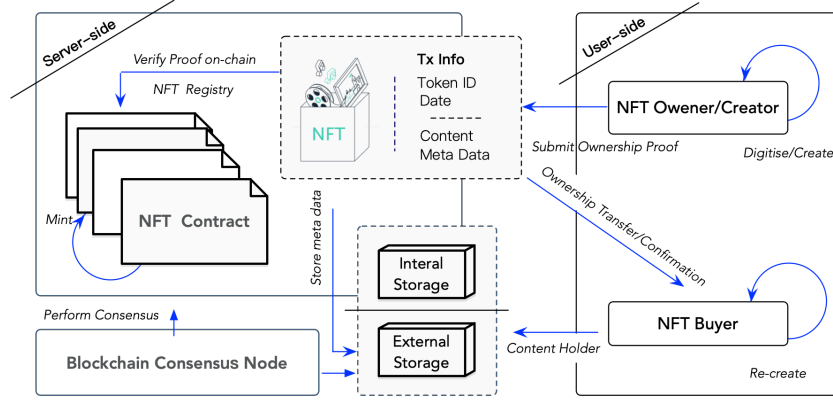 Server–side
User–side
Verify Proof on-chain
NFT Registry
NFT
Tx Info
Token ID
Date
Content
Meta Data
NFT Owener/Creator
Submit Ownership Proof
Digitise/Create
Ownership Transfer/Confirmation
NFT Contract
Mint
Store meta data
Interal
Storage
External
Storage
Perform Consensus
Blockchain Consensus Node
NFT Buyer
Content Holder
Re-create